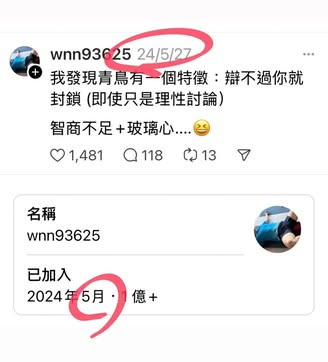 wnn93625 24/5/27
我發現青鳥有一個特徵：辯不過你就
封鎖 (即使只是理性討論)
智商不足+玻璃心....😆
1,481 118 13
名稱
wnn93625
已加入
2024年5月·1億+